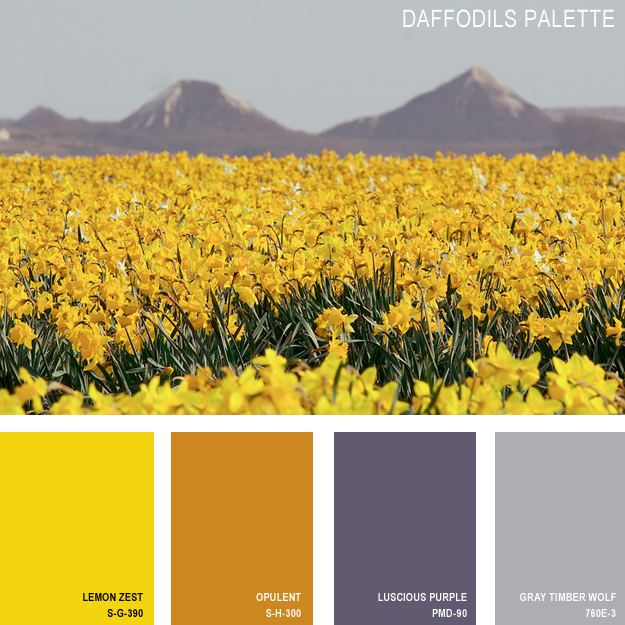 DAFFODILS PALETTE
LEMON ZEST
S-G-390
OPULENT
S-H-300
LUSCIOUS PURPLE
PMD-90
GRAY TIMBER WOLF
760E-3